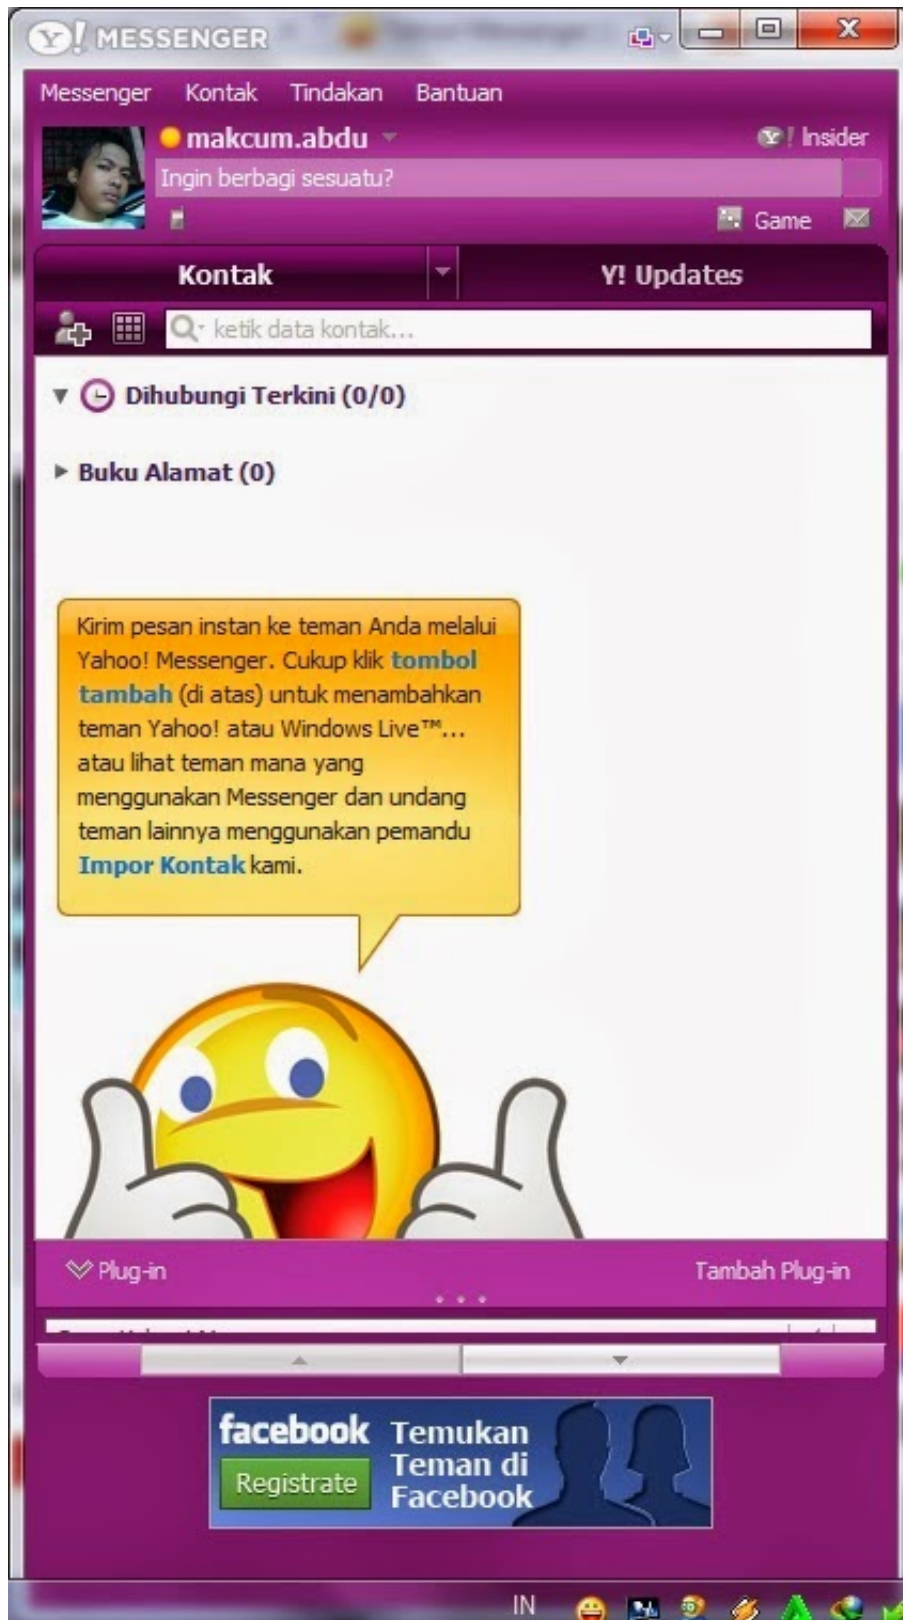 Y! MESSENGER
Messenger Kontak Tindakan Bantuan
makcum.abdu
Y! Insider
Ingin berbagi sesuatu?
Game
Kontak Y! Updates
ketik data kontak...
Dihubungi Terkini (0/0)
Buku Alamat (0)
Kirim pesan instan ke teman Anda melalui
Yahoo! Messenger. Cukup klik tombol
tambah (di atas) untuk menambahkan
teman Yahoo! atau Windows Live™...
atau lihat teman mana yang
menggunakan Messenger dan undang
teman lainnya menggunakan pemandu
Impor Kontak kami.
Plug-in Tambah Plug-in
facebook
Registrate
Temukan
Teman di
Facebook
IN